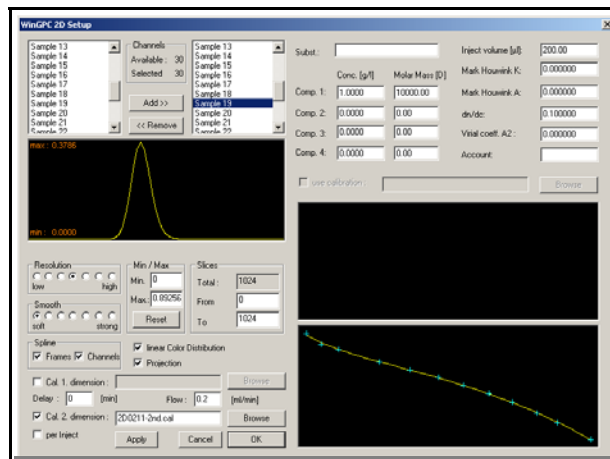 WinGPC 2D Setup
Sample 13
Sample 14
Sample 15
Sample 16
Sample 17
Sample 18
Sample 19
Sample 20
Sample 21
Sample 22
Channels
Available : 30
Selected 30
Add >>
<< Remove
Sample 13
Sample 14
Sample 15
Sample 16
Sample 17
Sample 18
Sample 19
Sample 20
Sample 21
Sample 22
Subst.:
Conc. [g/l] Molar Mass [D]
Comp. 1: 1.0000 10000.00
Comp. 2: 0.0000 0.00
Comp. 3: 0.0000 0.00
Comp. 4: 0.0000 0.00
Inject volume [µl] 200.00
Mark Houwink K: 0.000000
Mark Houwink A: 0.000000
dn/dc: 0.100000
Virial coeff. A2 : 0.000000
Account:
use calibration : Browse
max : 0.3786
min : 0.0000
Resolution
low high
Smooth
soft strong
Spline
Frames Channels
Min / Max
Min. 0
Max.: 0.09256
Reset
Slices
Total : 1024
From 0
To 1024
linear Color Distribution
Projection
Cal. 1. dimension : Browse
Delay : 0 [min] Flow : 0.2 [ml/min]
Cal. 2. dimension : 2D0211-2nd.cal Browse
per Inject Apply Cancel OK